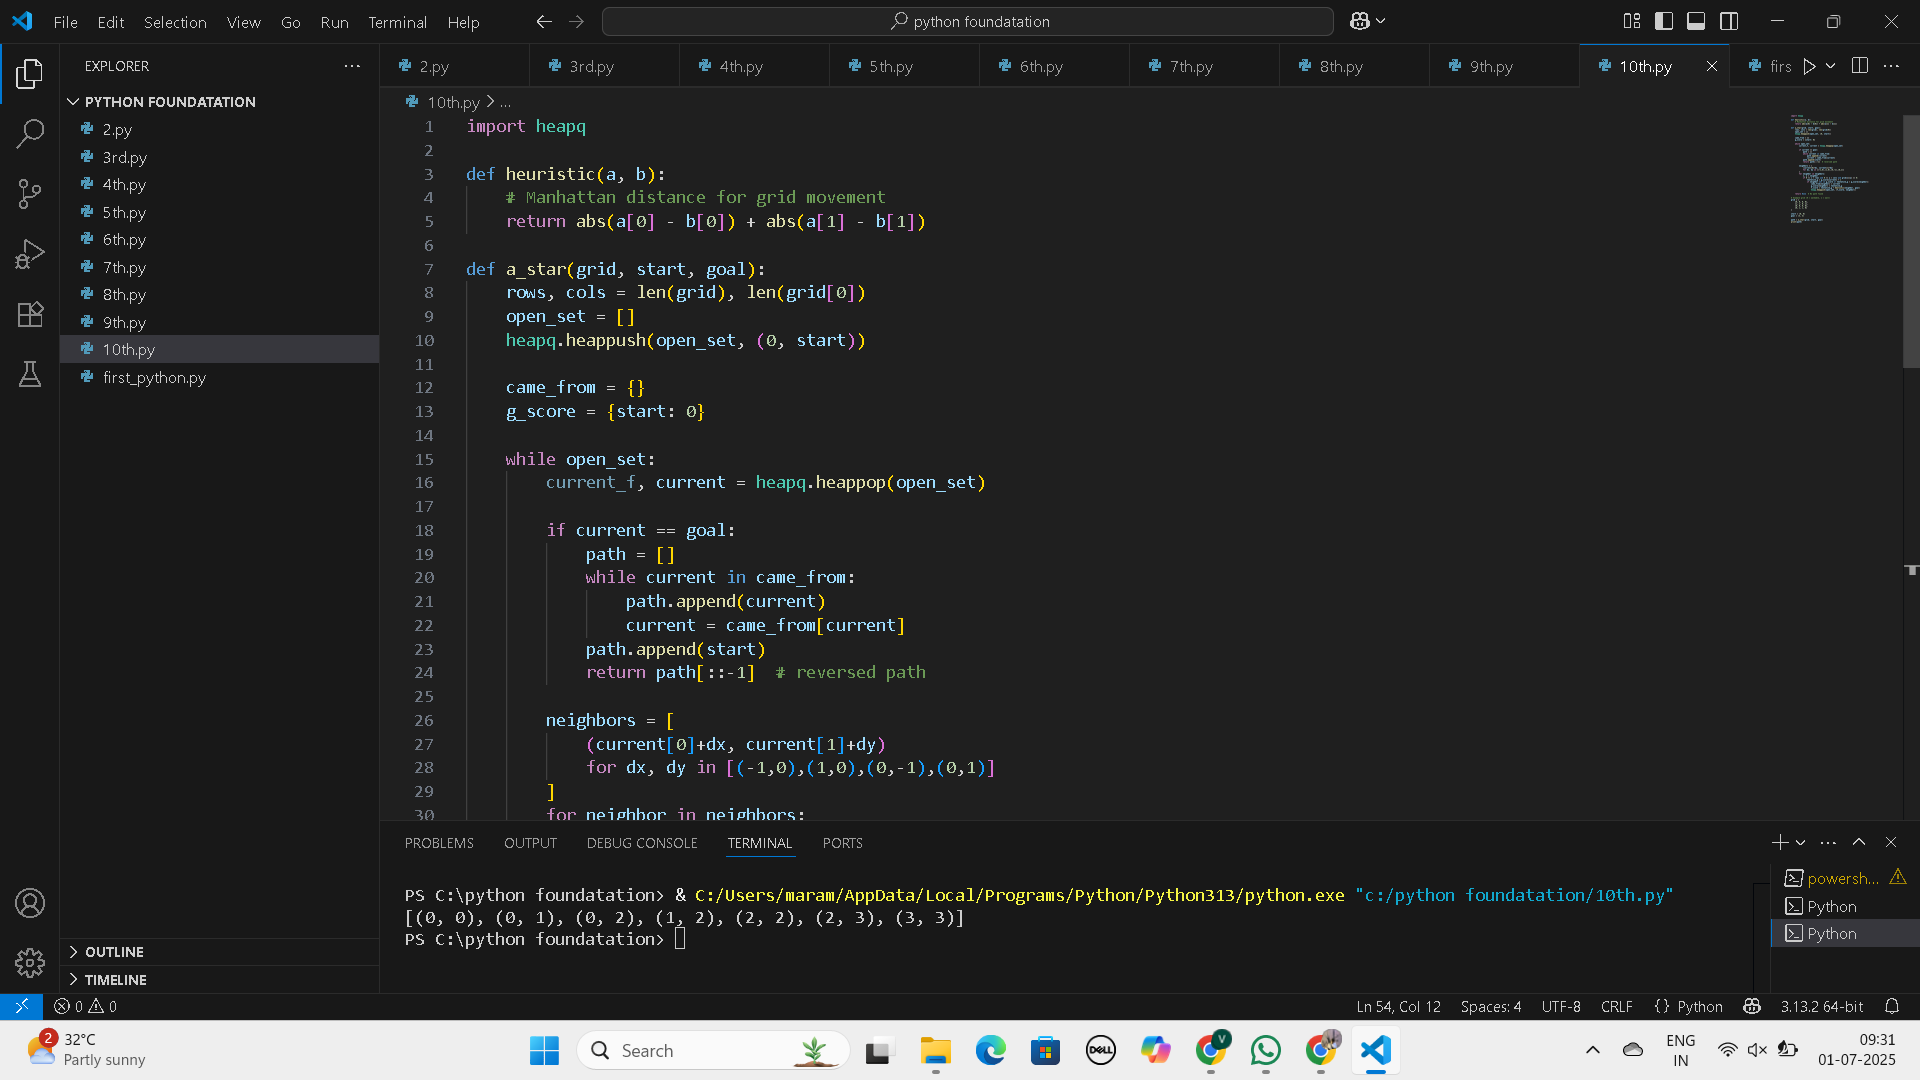 File Edit Selection View Go Run Terminal Help
python foundatation
EXPLORER
2.py 3rd.py 4th.py 5th.py 6th.py 7th.py 8th.py 9th.py 10th.py firs
PYTHON FOUNDATATION
2.py
3rd.py
4th.py
5th.py
6th.py
7th.py
8th.py
9th.py
10th.py
first_python.py
OUTLINE
TIMELINE
10th.py > ...
1 import heapq
2
3 def heuristic(a, b):
4     # Manhattan distance for grid movement
5     return abs(a[0] - b[0]) + abs(a[1] - b[1])
6
7 def a_star(grid, start, goal):
8     rows, cols = len(grid), len(grid[0])
9     open_set = []
10     heapq.heappush(open_set, (0, start))
11
12     came_from = {}
13     g_score = {start: 0}
14
15     while open_set:
16         current_f, current = heapq.heappop(open_set)
17
18         if current == goal:
19             path = []
20             while current in came_from:
21                 path.append(current)
22                 current = came_from[current]
23             path.append(start)
24             return path[::-1]  # reversed path
25
26         neighbors = [
27             (current[0]+dx, current[1]+dy)
28             for dx, dy in [(-1,0),(1,0),(0,-1),(0,1)]
29         ]
30         for neighbor in neighbors:
PROBLEMS OUTPUT DEBUG CONSOLE TERMINAL PORTS
PS C:\python foundatation> & C:/Users/maram/AppData/Local/Programs/Python/Python313/python.exe "c:/python foundatation/10th.py"
[(0, 0), (0, 1), (0, 2), (1, 2), (2, 2), (2, 3), (3, 3)]
PS C:\python foundatation>
powersh...
Python
Python
0 0
Ln 54, Col 12 Spaces: 4 UTF-8 CRLF {} Python 3.13.2 64-bit
2
32°C
Partly sunny
Search
DELL
V
ENG
IN
09:31
01-07-2025